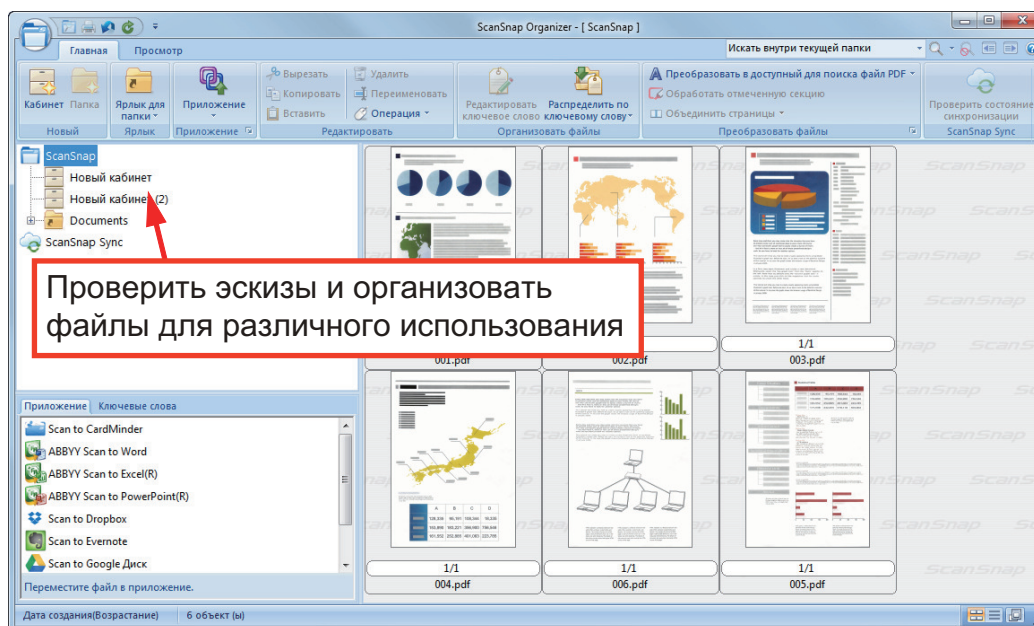 ScanSnap Organizer - [ ScanSnap ]
Главная Просмотр
Искать внутри текущей папки
Кабинет Папка
Новый
Ярлык для папки
Ярлык
Приложение
Приложение
Вырезать
Копировать
Вставить
Удалить
Переименовать
Операция
Редактировать
Редактировать ключевое слово
Распределить по ключевому слову
Организовать файлы
Преобразовать в доступный для поиска файл PDF
Обработать отмеченную секцию
Объединить страницы
Преобразовать файлы
Проверить состояние синхронизации
ScanSnap Sync
ScanSnap
Новый кабинет
Новый кабинет (2)
Documents
ScanSnap Sync
Проверить эскизы и организовать
файлы для различного использования
1/1
001.pdf
002.pdf
003.pdf
Приложение Ключевые слова
Scan to CardMinder
ABBYY Scan to Word
ABBYY Scan to Excel(R)
ABBYY Scan to PowerPoint(R)
Scan to Dropbox
Scan to Evernote
Scan to Google Диск
Переместите файл в приложение.
1/1 1/1 1/1
004.pdf 006.pdf 005.pdf
Дата создания(Возрастание) 6 объект (ы)